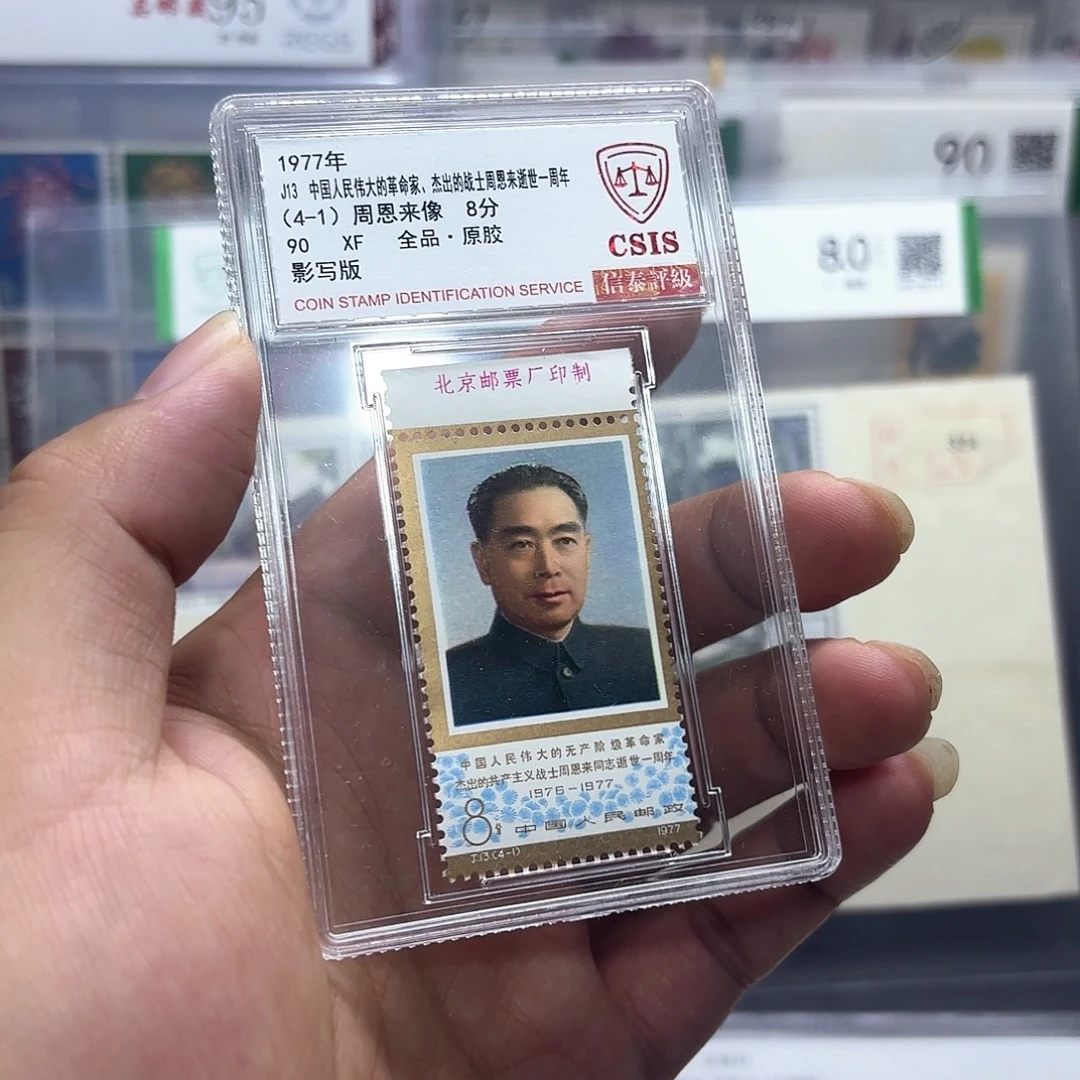 95
1977年
J13 中国人民伟大的革命家、杰出的战士周恩来逝世一周年
(4-1) 周恩来像 8分
90 XF 全品·原胶
影写版
COIN STAMP IDENTIFICATION SERVICE
CSIS
信泰評級
90
8.0
北京邮票厂印制
中国人民伟大的无产阶级革命家
杰出的共产主义战士周恩来同志逝世一周年
1976-1977
8分 中国人民邮政
J.13.(4-1) 1977